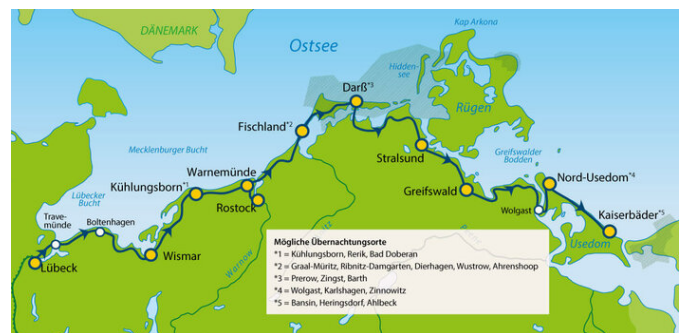 Kap Arkona
DÄNEMARK
Ostsee
Hidden-
see
Darß*³
Rügen
Fischland*²
Mecklenburger Bucht
Stralsund
Greifswalder
Bodden
Warnemünde
Nord-Usedom*⁴
Kühlungsborn*¹
Greifswald
Lübecker
Bucht
Rostock
Wolgast
Kaiserbäder*⁵
Trave-
münde
Boltenhagen
Usedom
Wismar
Lübeck
Warnow
Mögliche Übernachtungsorte
*1 = Kühlungsborn, Rerik, Bad Doberan
*2 = Graal-Müritz, Ribnitz-Damgarten, Dierhagen, Wustrow, Ahrenshoop
*3 = Prerow, Zingst, Barth
*4 = Wolgast, Karlshagen, Zinnowitz
*5 = Bansin, Heringsdorf, Ahlbeck